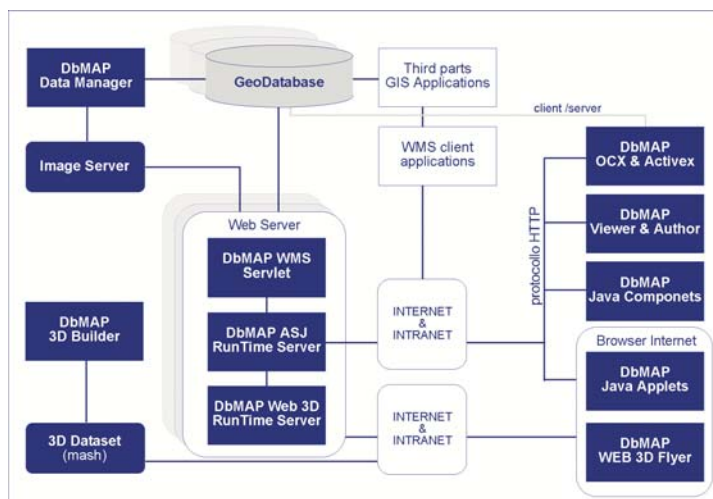 DbMAP
Data Manager
GeoDatabase
Third parts
GIS Applications
client /server
Image Server
WMS client
applications
DbMAP
OCX & Activex
Web Server
DbMAP WMS
Servlet
protocollo HTTP
DbMAP
Viewer & Author
DbMAP
Java Componets
DbMAP
3D Builder
DbMAP ASJ
RunTime Server
INTERNET
&
INTRANET
Browser Internet
DbMAP
Java Applets
DbMAP Web 3D
RunTime Server
INTERNET
&
INTRANET
3D Dataset
(mash)
DbMAP
WEB 3D Flyer